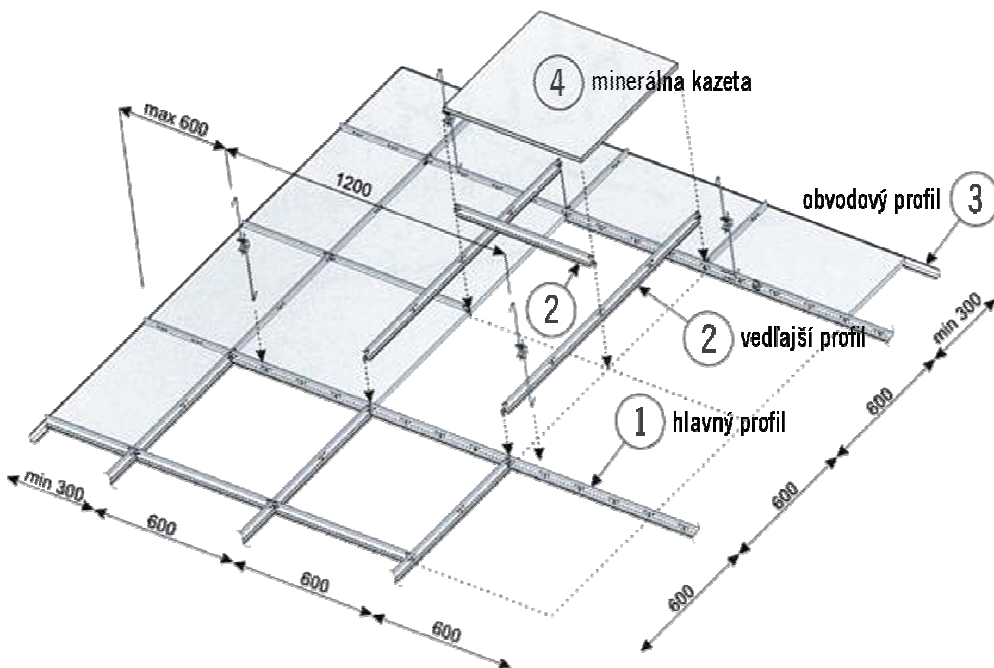 4 minerálna kazeta
max 600
1200
obvodový profil 3
2
2 vedľajší profil
min 300
600
1 hlavný profil
600
min 300
600
600
600
600
600